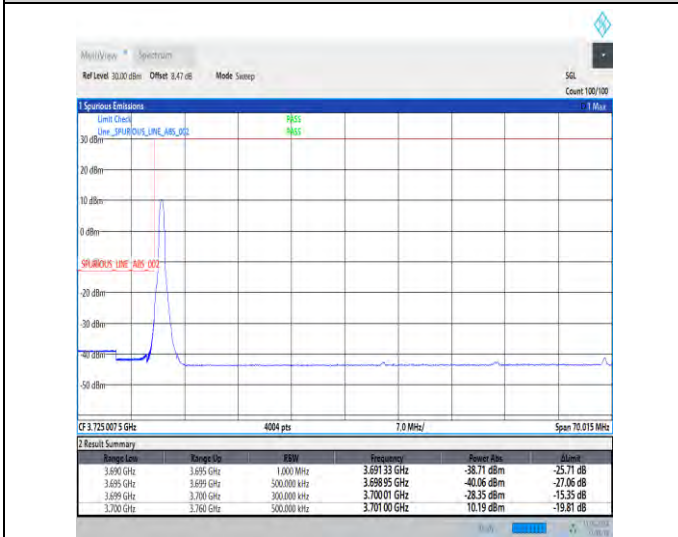 MultiView Spectrum
Ref Level 30.00 dBm Offset 8.47 dB Mode Sweep SGL
Count 100/100
1 Spurious Emissions 1 Max
Limit Check PASS
Line _SPURIOUS_LINE_ABS_002 PASS
30 dBm
20 dBm
10 dBm
0 dBm
_SPURIOUS_LINE_ABS_002
-20 dBm
-30 dBm
-40 dBm
-50 dBm
CF 3.725 007 5 GHz 4004 pts 7.0 MHz/ Span 70.015 MHz
2 Result Summary
Range Low Range Up RBW Frequency Power Abs ΔLimit
3.690 GHz 3.695 GHz 1.000 MHz 3.691 33 GHz -38.71 dBm -25.71 dB
3.695 GHz 3.699 GHz 500.000 kHz 3.698 95 GHz -40.06 dBm -27.06 dB
3.699 GHz 3.700 GHz 300.000 kHz 3.700 01 GHz -28.35 dBm -15.35 dB
3.700 GHz 3.760 GHz 500.000 kHz 3.701 00 GHz 10.19 dBm -19.81 dB